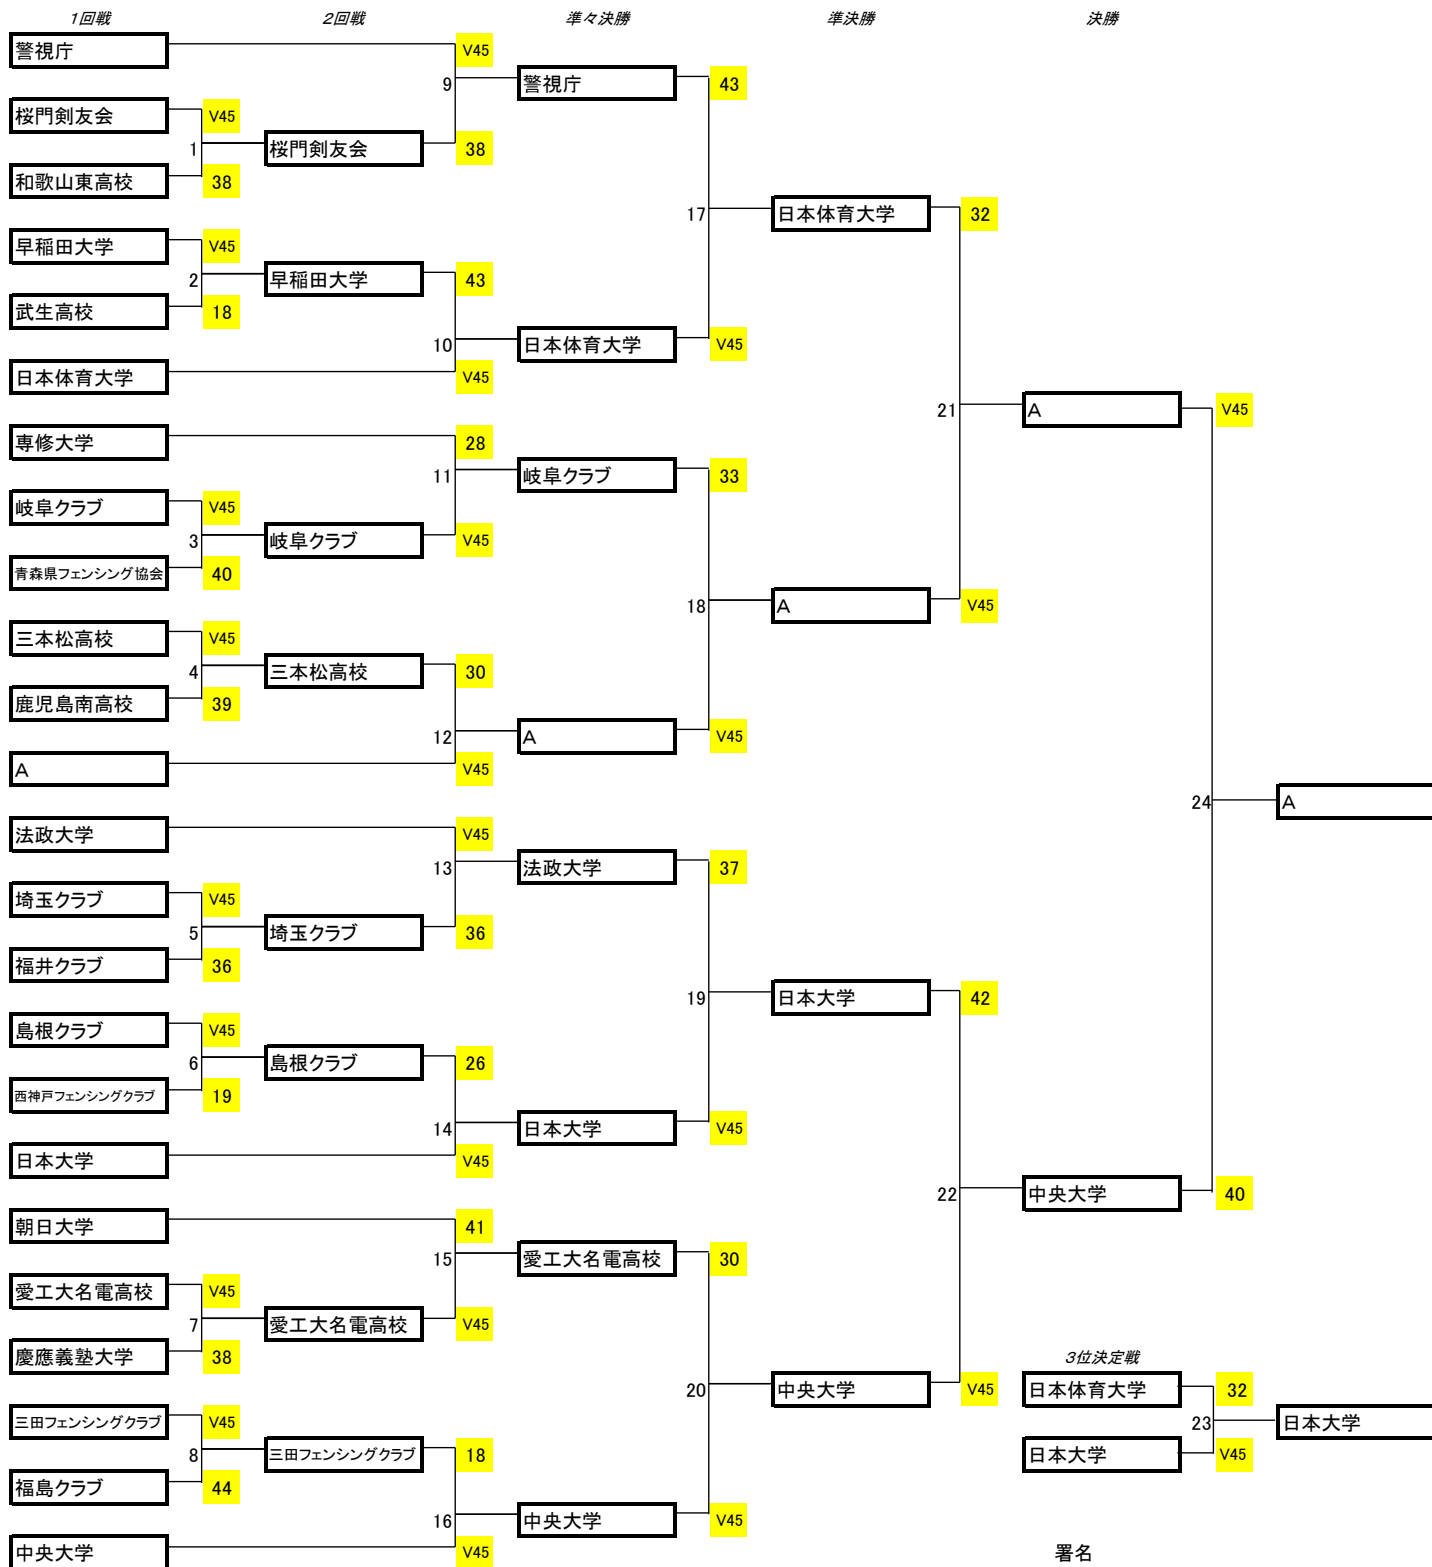 1回戦 2回戦 準々決勝 準決勝 決勝
警視庁 V45
9 警視庁 43
桜門剣友会 V45
1 桜門剣友会 38
和歌山東高校 38
17 日本体育大学 32
早稲田大学 V45
2 早稲田大学 43
武生高校 18
10 日本体育大学 V45
日本体育大学 V45
21 A V45
専修大学 28
11 岐阜クラブ 33
岐阜クラブ V45
3 岐阜クラブ V45
青森県フェンシング協会 40
18 A V45
三本松高校 V45
4 三本松高校 30
鹿児島南高校 39
12 A V45
A V45
24 A
法政大学 V45
13 法政大学 37
埼玉クラブ V45
5 埼玉クラブ 36
福井クラブ 36
19 日本大学 42
島根クラブ V45
6 島根クラブ 26
西神戸フェンシングクラブ 19
14 日本大学 V45
日本大学 V45
22 中央大学 40
朝日大学 41
15 愛工大名電高校 30
愛工大名電高校 V45
7 愛工大名電高校 V45
慶應義塾大学 38
3位決定戦
20 中央大学 V45
日本体育大学 32
23 日本大学
日本大学 V45
三田フェンシングクラブ V45
8 三田フェンシングクラブ 18
福島クラブ 44
16 中央大学 V45
中央大学 V45
署名